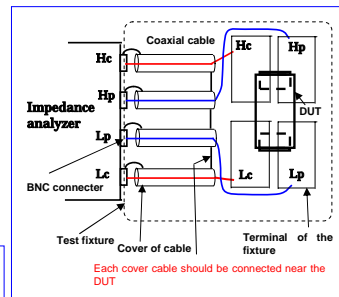 Coaxial cable
Hc
Hc
Hp
Hp
DUT
Impedance
analyzer
Lp
BNC connecter
Lc
Lc
Lp
Test fixture
Cover of cable
Terminal of the
fixture
Each cover cable should be connected near the
DUT